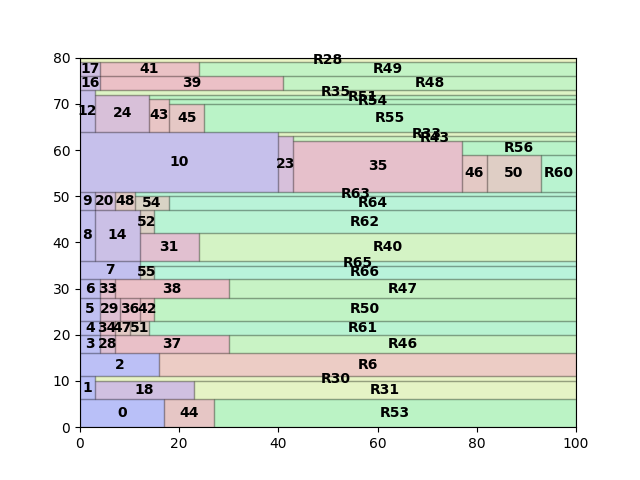 80
R28
17 41 R49
16 39 R48
R35
R51
70
R54
12 24 43 45 R55
R33
R43
60
10 23 35 R56
46 50 R60
50
R63
9 20 48 54 R64
52 R62
40
8 14 31 R40
R65
7 55 R66
30
6 33 38 R47
5 29 36 42 R50
20
4 34 47 51 R61
3 28 37 R46
2 R6
10
R30
1 18 R31
0 44 R53
0
0 20 40 60 80 100